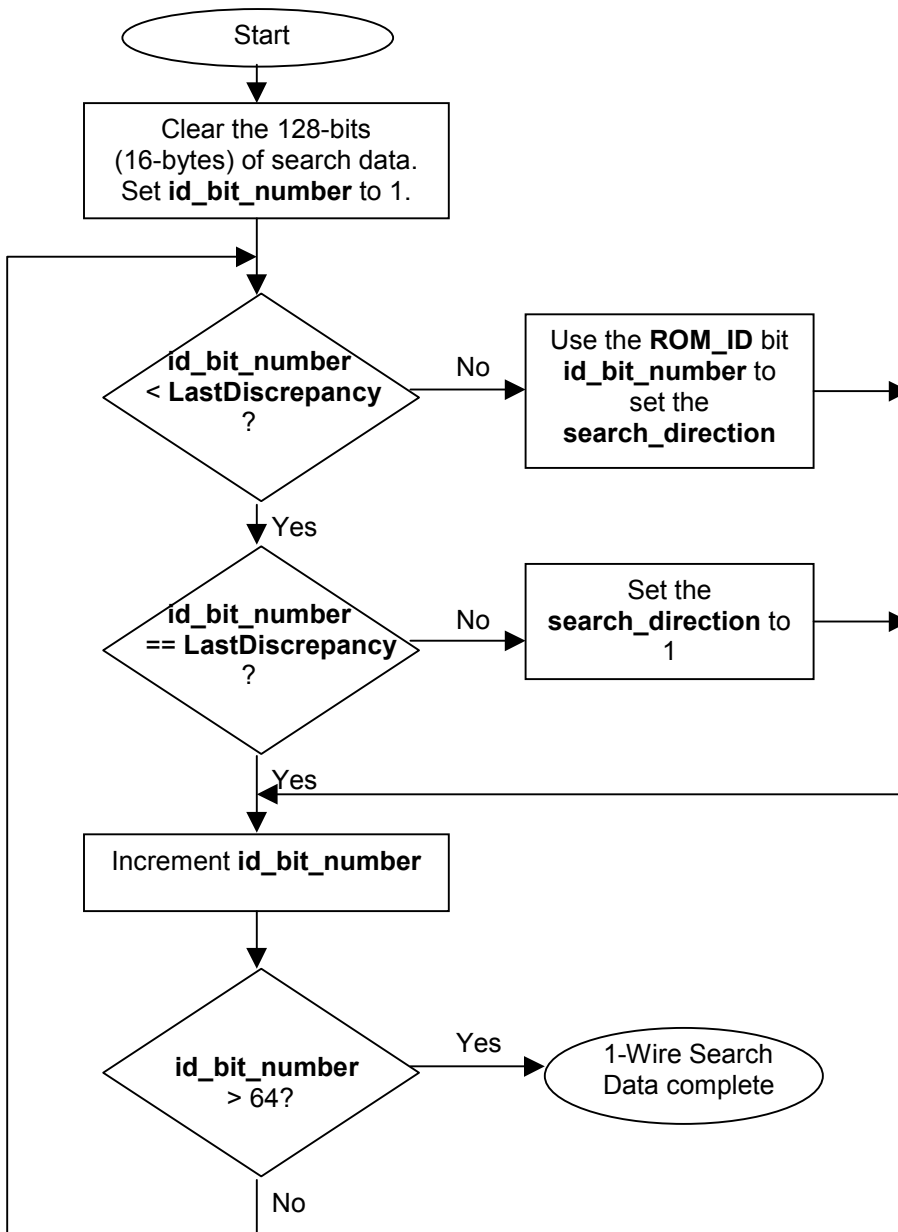 Start
Clear the 128-bits
(16-bytes) of search data.
Set id_bit_number to 1.
id_bit_number
< LastDiscrepancy
?
No
Use the ROM_ID bit
id_bit_number to
set the
search_direction
Yes
id_bit_number
== LastDiscrepancy
?
No
Set the
search_direction to
1
Yes
Increment id_bit_number
id_bit_number
> 64?
Yes
1-Wire Search
Data complete
No